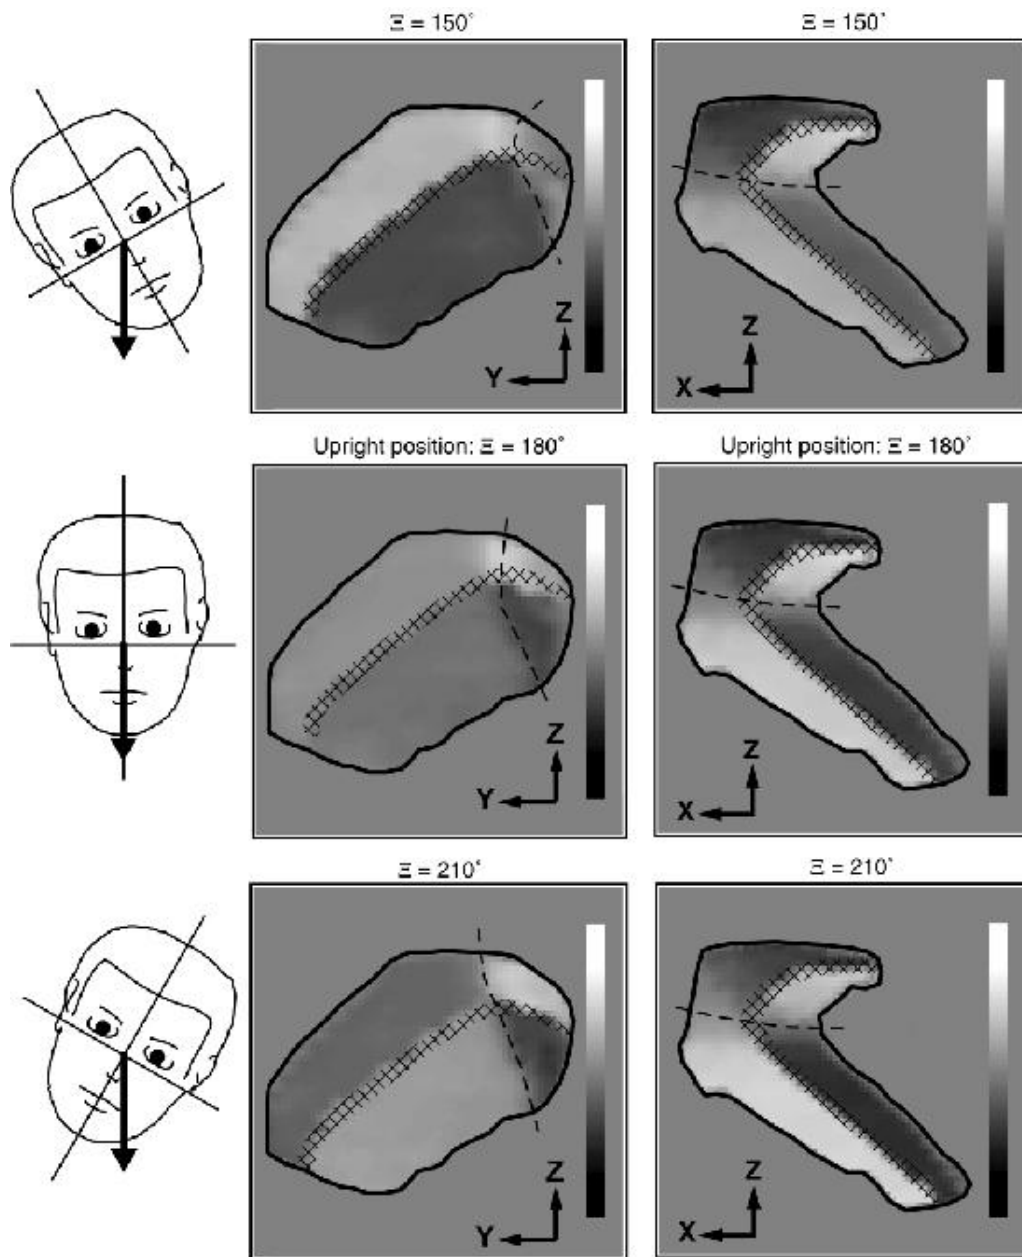 Ξ = 150°
Ξ = 150°
Z
Y
Z
X
Upright position: Ξ = 180°
Upright position: Ξ = 180°
Z
Y
Z
X
Ξ = 210°
Ξ = 210°
Z
Y
Z
X